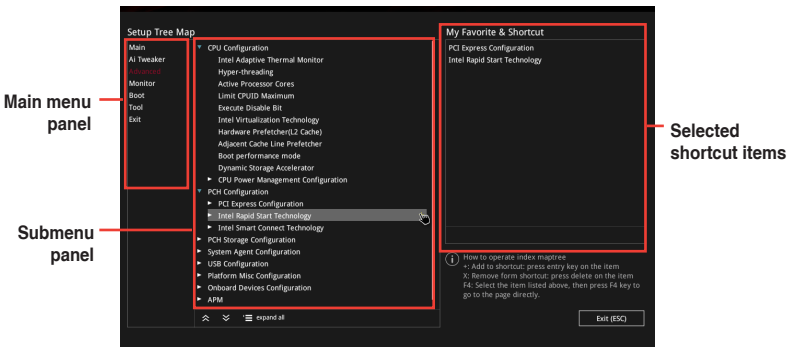 Setup Tree Map
Main
Ai Tweaker
Advanced
Monitor
Boot
Tool
Exit
CPU Configuration
Intel Adaptive Thermal Monitor
Hyper-threading
Active Processor Cores
Limit CPUID Maximum
Execute Disable Bit
Intel Virtualization Technology
Hardware Prefetcher(L2 Cache)
Adjacent Cache Line Prefetcher
Boot performance mode
Dynamic Storage Accelerator
CPU Power Management Configuration
PCH Configuration
PCI Express Configuration
Intel Rapid Start Technology
Intel Smart Connect Technology
PCH Storage Configuration
System Agent Configuration
USB Configuration
Platform Misc Configuration
Onboard Devices Configuration
APM
expand all
My Favorite & Shortcut
PCI Express Configuration
Intel Rapid Start Technology
How to operate index maptree
+: Add to shortcut: press entry key on the item
X: Remove form shortcut: press delete on the item
F4: Select the item listed above, then press F4 key to
go to the page directly.
Exit (ESC)
Main menu
panel
Submenu
panel
Selected
shortcut items